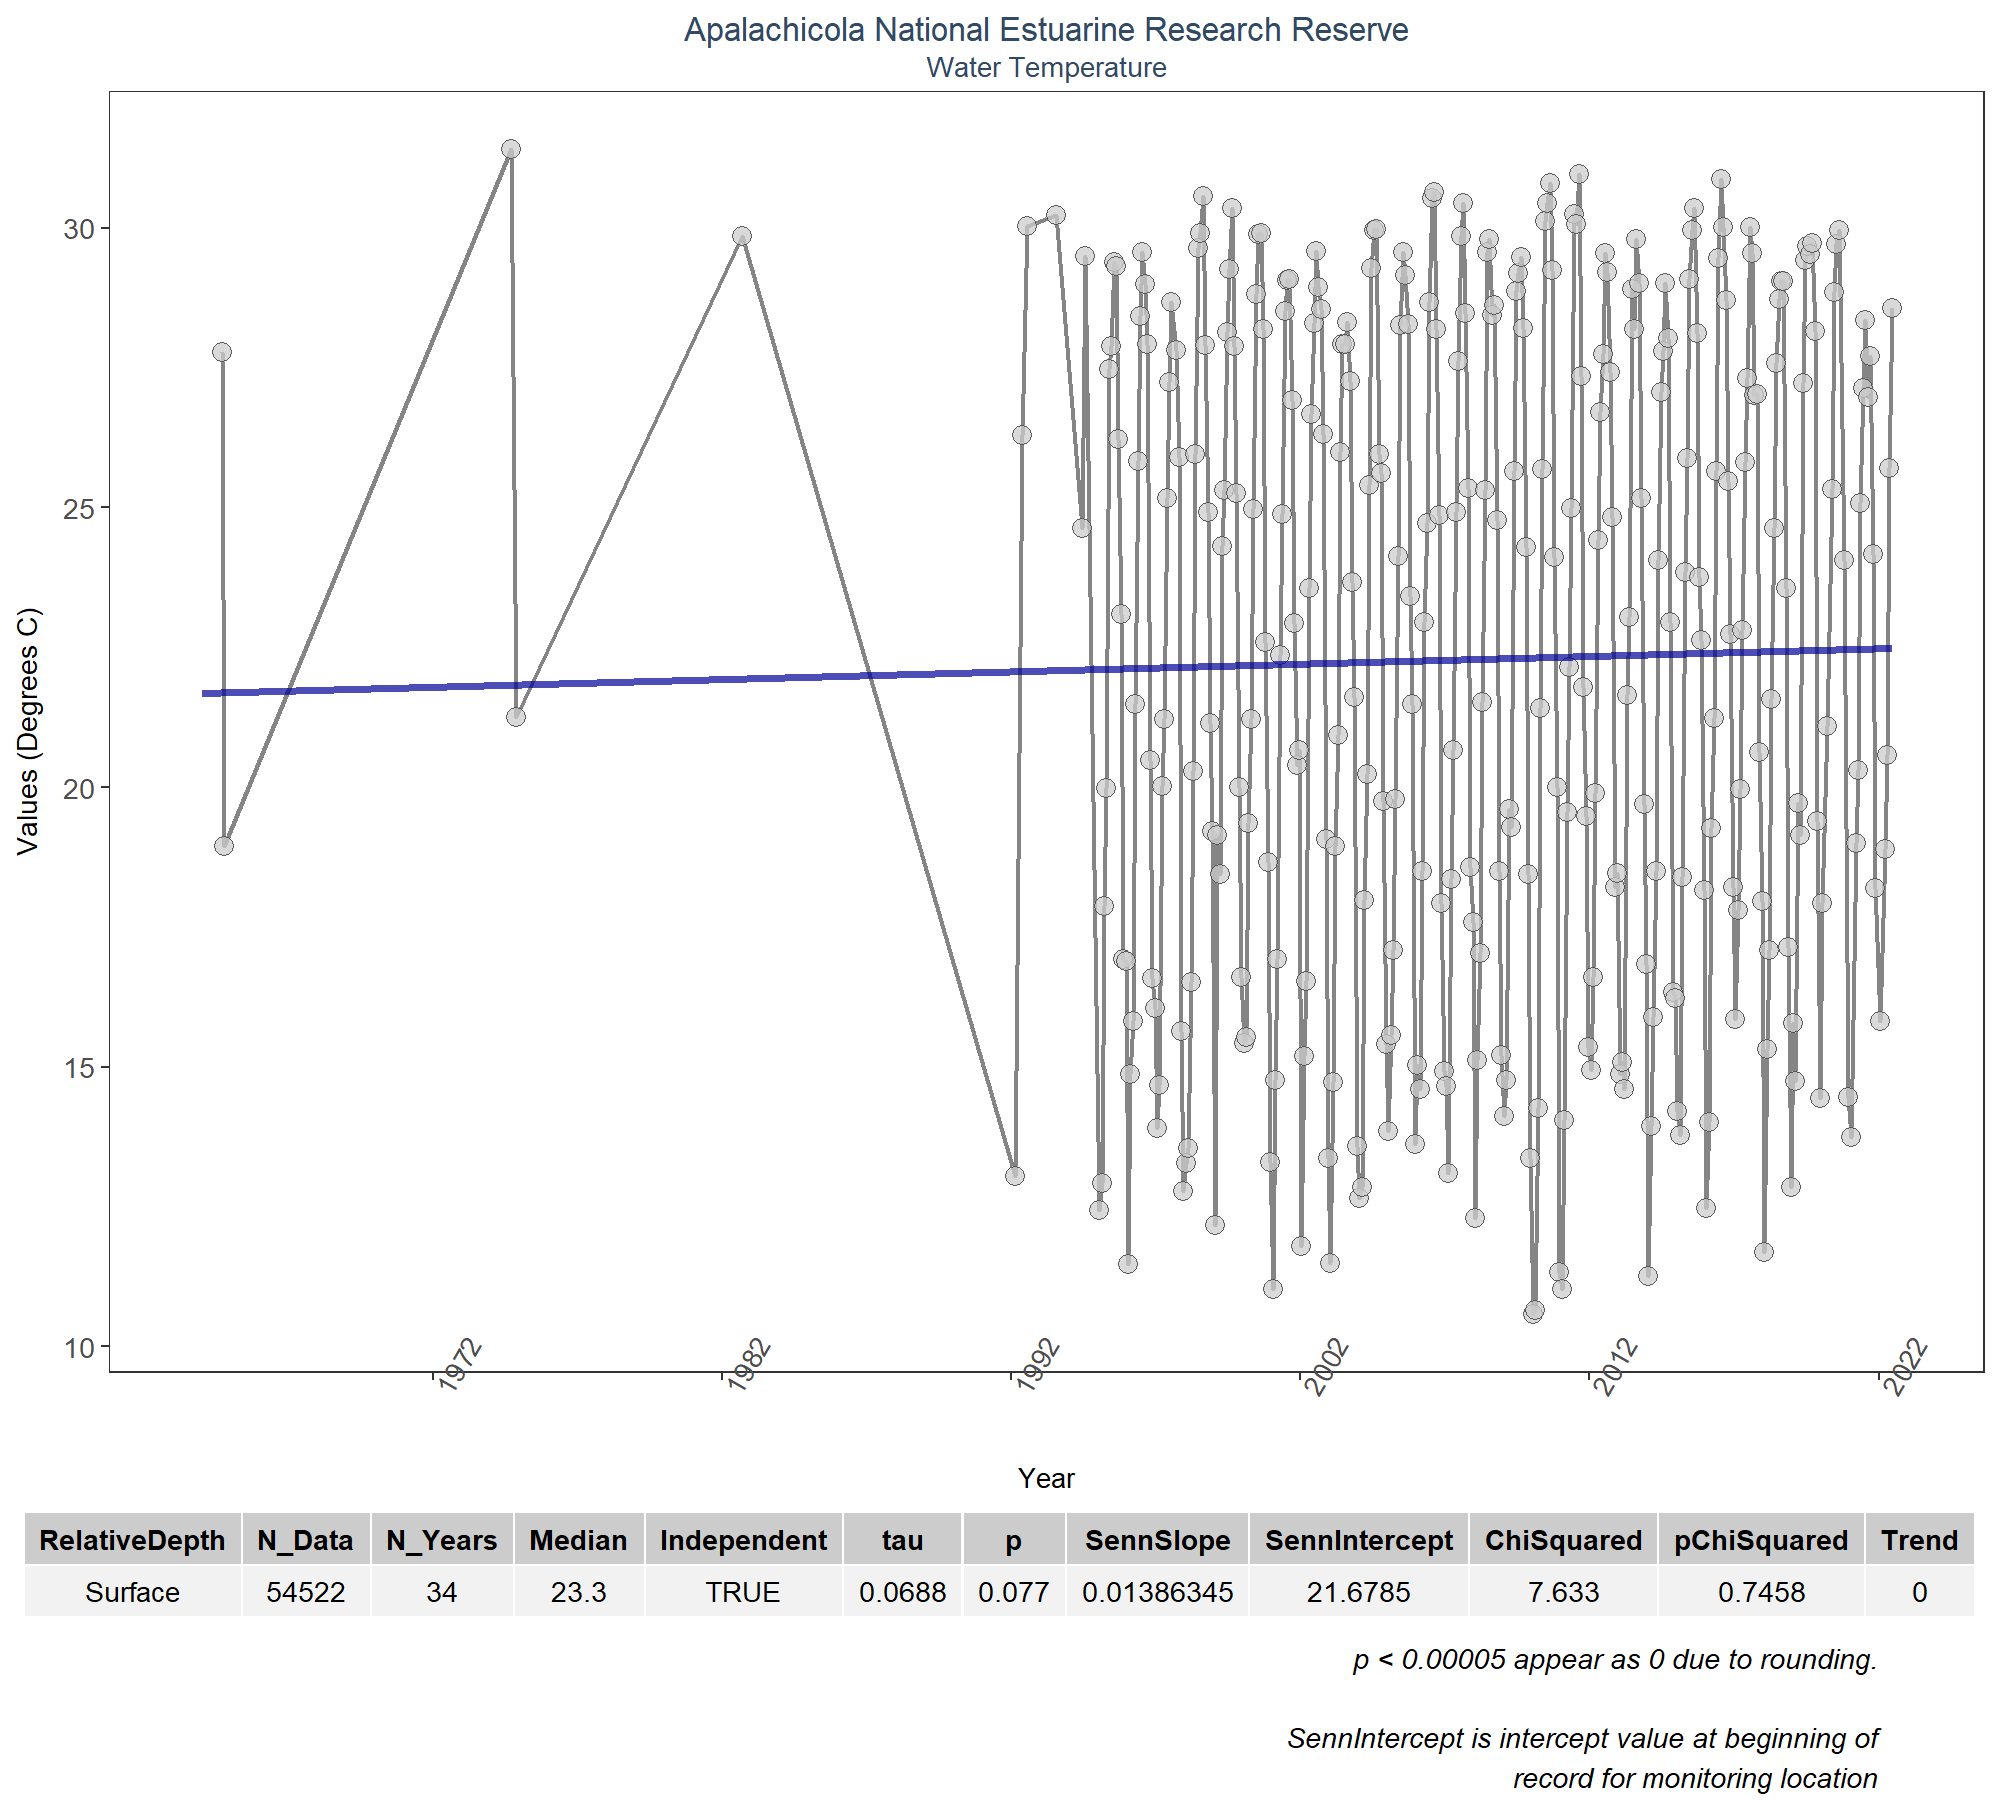 Apalachicola National Estuarine Research Reserve
Water Temperature
Values (Degrees C)
30
25
20
15
10
1972
1982
1992
2002
2012
2022
Year
RelativeDepth N_Data N_Years Median Independent tau p SennSlope SennIntercept ChiSquared pChiSquared Trend
Surface 54522 34 23.3 TRUE 0.0688 0.077 0.01386345 21.6785 7.633 0.7458 0
p < 0.00005 appear as 0 due to rounding.
SennIntercept is intercept value at beginning of
record for monitoring location